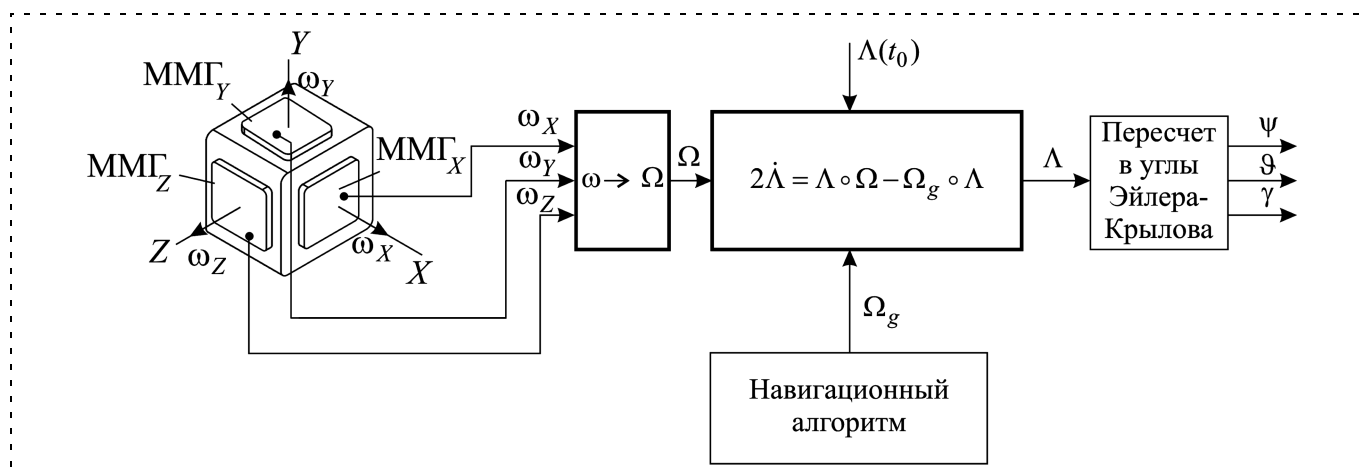 Y
ММГ_Y
ω_Y
ММГ_Z
ММГ_X
Z
ω_Z
ω_X
X
ω_X
ω_Y
ω_Z
ω → Ω
Ω
Λ(t_0)
2Λ̇ = Λ ∘ Ω − Ω_g ∘ Λ
Ω_g
Навигационный
алгоритм
Λ
Пересчет
в углы
Эйлера-
Крылова
ψ
ϑ
γ